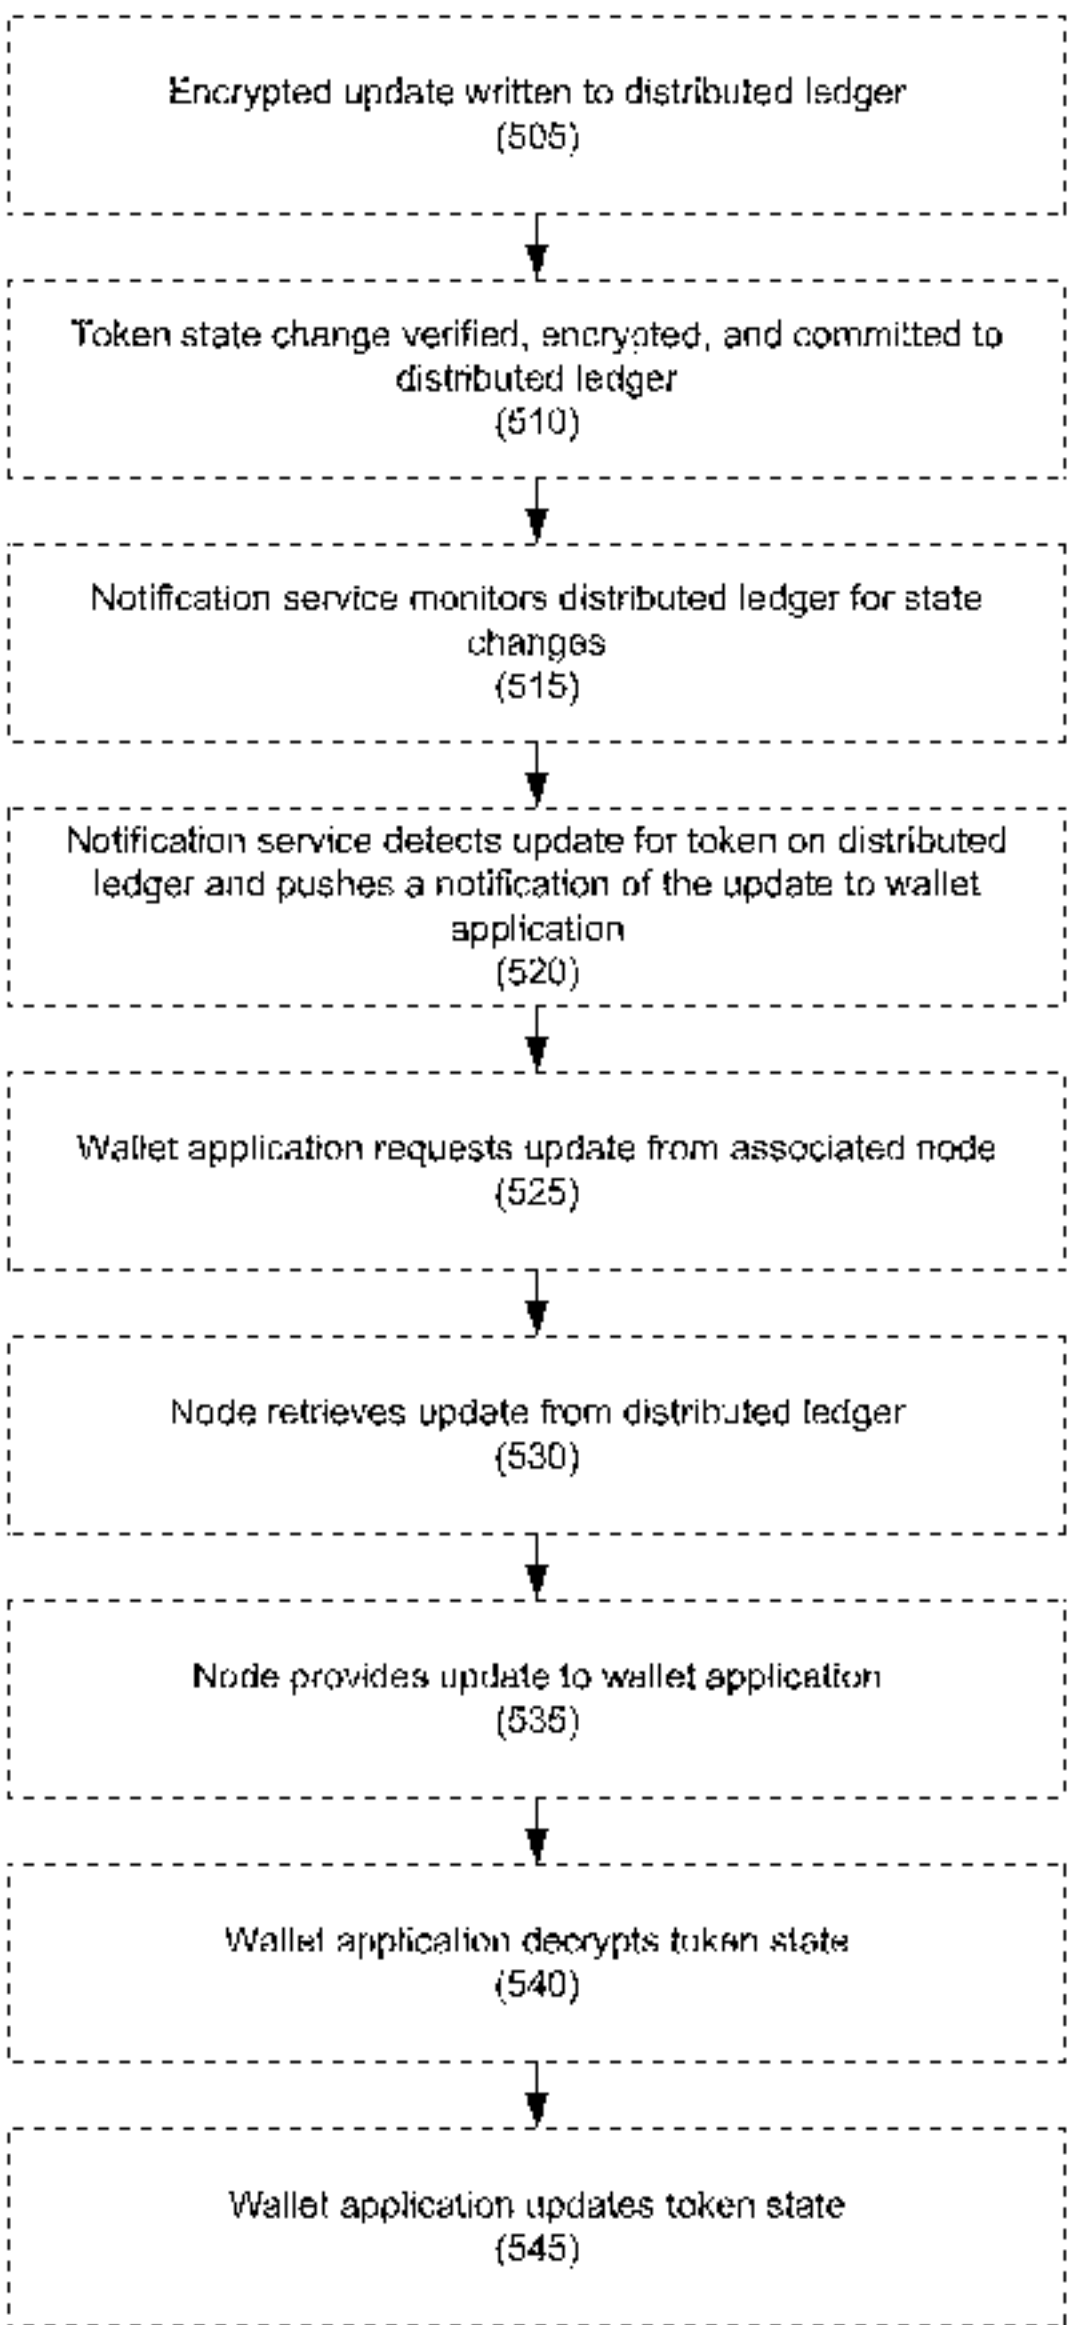 Encrypted update written to distributed ledger
(505)
Token state change verified, encrypted, and committed to
distributed ledger
(510)
Notification service monitors distributed ledger for state
changes
(515)
Notification service detects update for token on distributed
ledger and pushes a notification of the update to wallet
application
(520)
Wallet application requests update from associated node
(525)
Node retrieves update from distributed ledger
(530)
Node provides update to wallet application
(535)
Wallet application decrypts token state
(540)
Wallet application updates token state
(545)